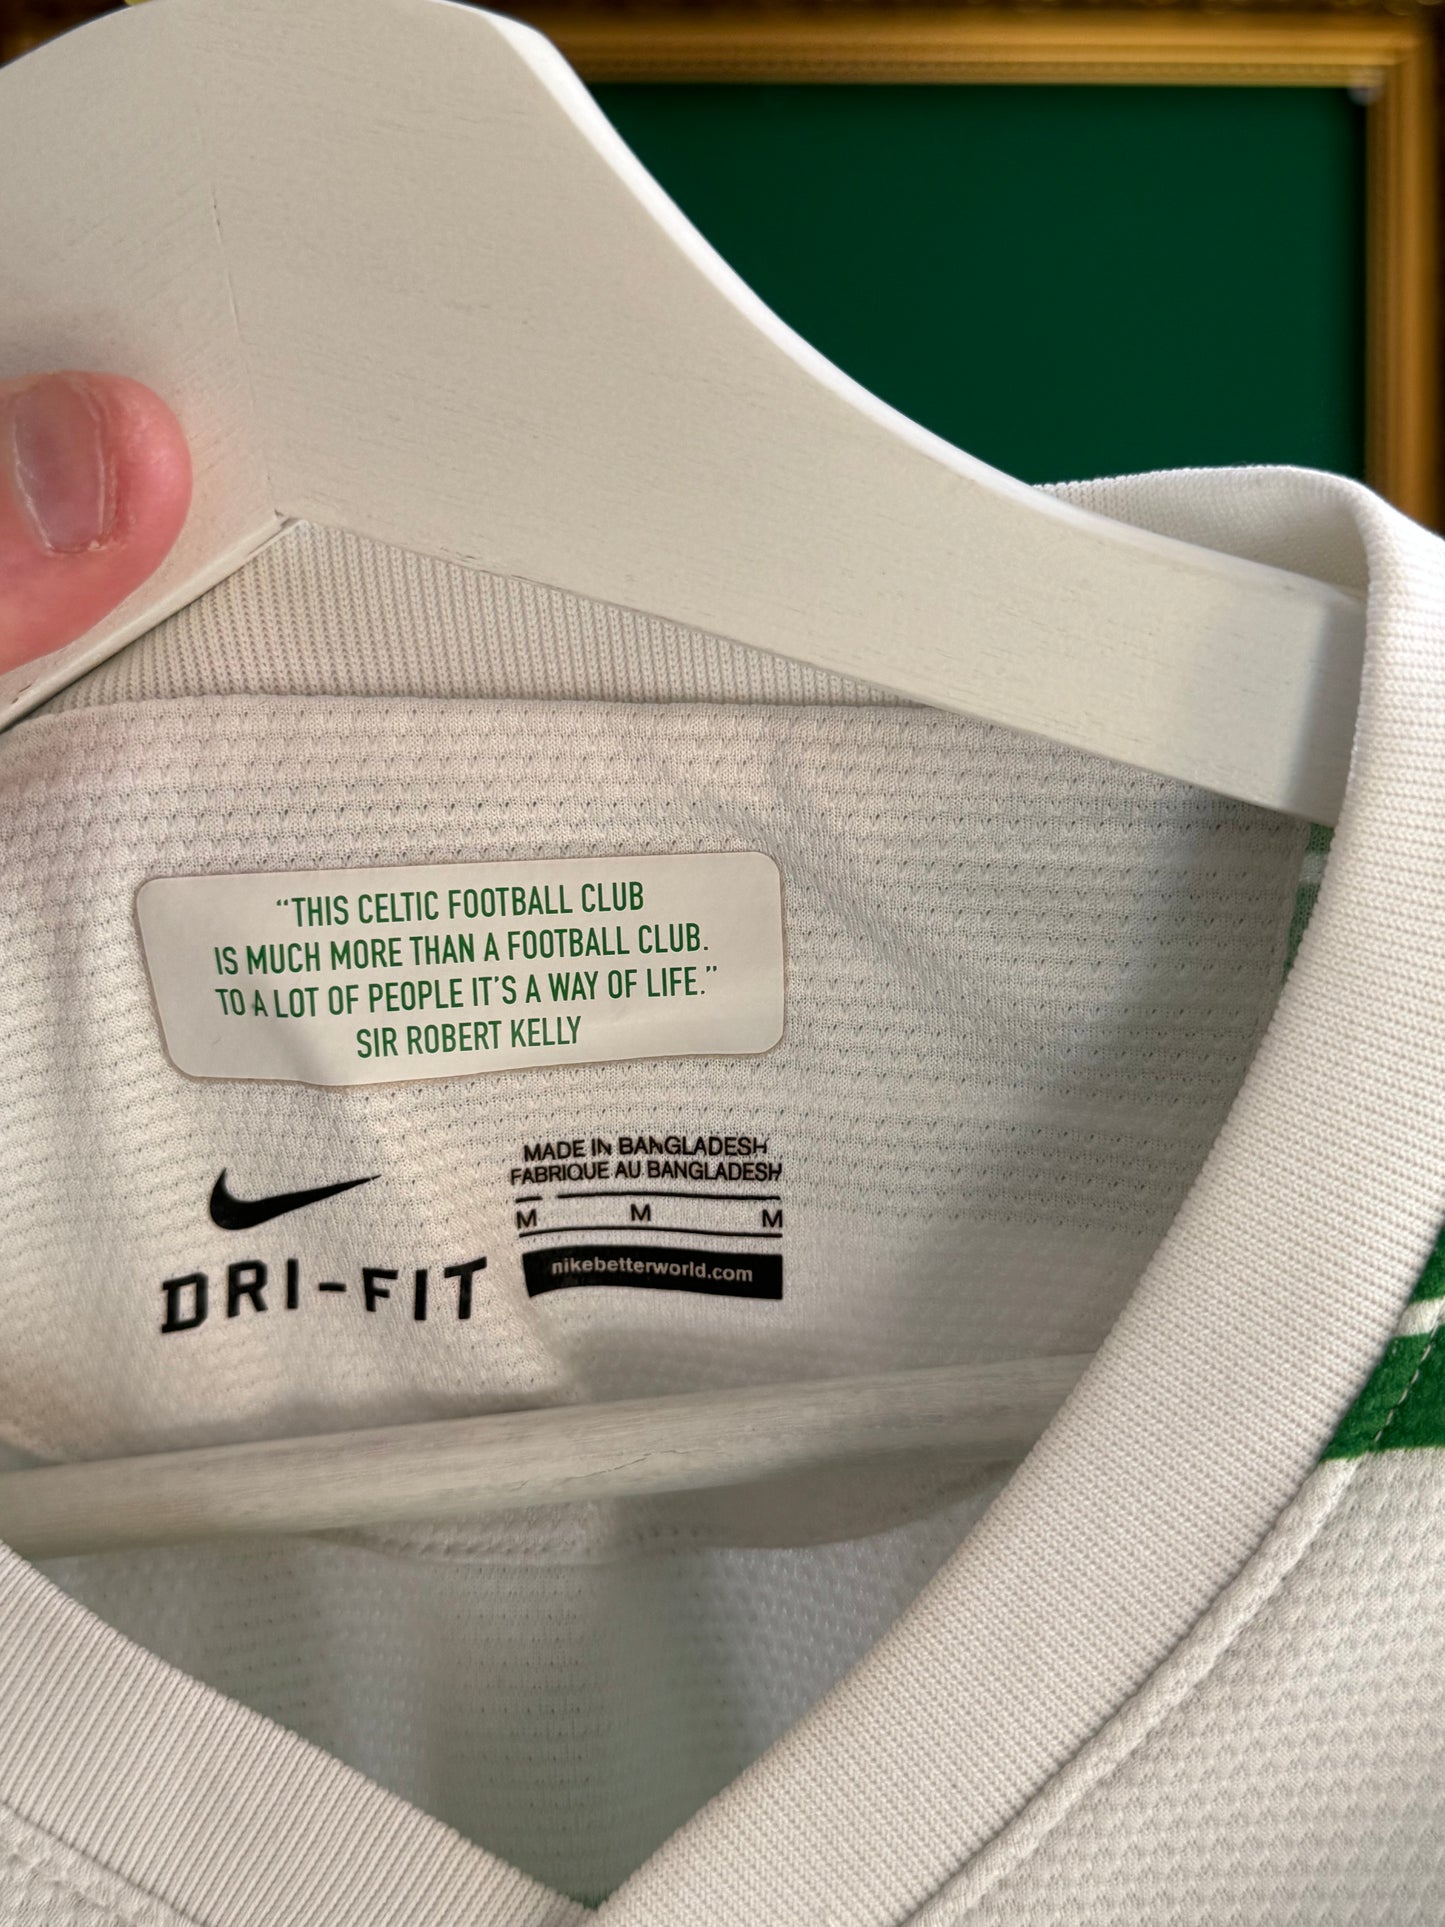 “THIS CELTIC FOOTBALL CLUB
IS MUCH MORE THAN A FOOTBALL CLUB.
TO A LOT OF PEOPLE IT'S A WAY OF LIFE.”
SIR ROBERT KELLY
MADE IN BANGLADESH
FABRIQUE AU BANGLADESH
M M M
nikebetterworld.com
DRI-FIT